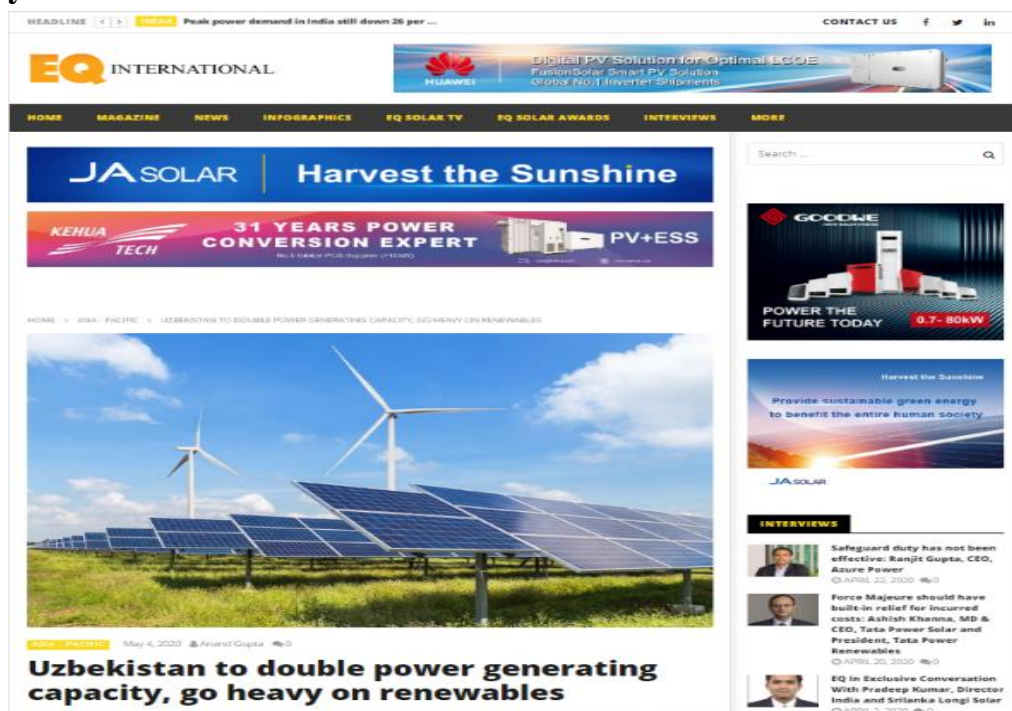 HEADLINE < > INDIA Peak power demand in India still down 26 per ...
CONTACT US
EQ INTERNATIONAL
HUAWEI
Digital PV Solution for Optimal LCOE
FusionSolar Smart PV Solution
Global No.1 Inverter Shipments
HOME MAGAZINE NEWS INFOGRAPHICS EQ SOLAR TV EQ SOLAR AWARDS INTERVIEWS MORE
JA SOLAR Harvest the Sunshine
KEHUA TECH
31 YEARS POWER
CONVERSION EXPERT
PV+ESS
HOME > ASIA - PACIFIC > UZBEKISTAN TO DOUBLE POWER GENERATING CAPACITY, GO HEAVY ON RENEWABLES
ASIA - PACIFIC May 4, 2020 Anand Gupta 0
Uzbekistan to double power generating
capacity, go heavy on renewables
Search ...
GOODWE
POWER THE
FUTURE TODAY
0.7- 80kW
Harvest the Sunshine
Provide sustainable green energy
to benefit the entire human society
JA SOLAR
INTERVIEWS
Safeguard duty has not been
effective: Ranjit Gupta, CEO,
Azure Power
APRIL 22, 2020 0
Force Majeure should have
built-in relief for incurred
costs: Ashish Khanna, MD &
CEO, Tata Power Solar and
President, Tata Power
Renewables
APRIL 20, 2020 0
EQ In Exclusive Conversation
With Pradeep Kumar, Director
India and Srilanka Longi Solar